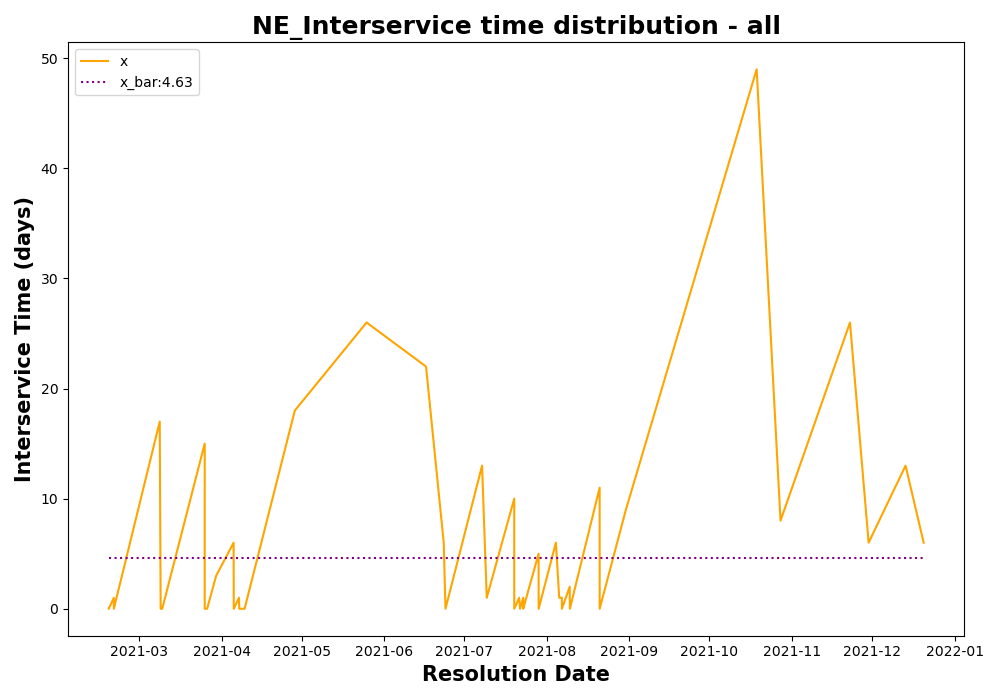 NE_Interservice time distribution - all
x
x_bar:4.63
50
40
30
20
10
0
Interservice Time (days)
2021-03 2021-04 2021-05 2021-06 2021-07 2021-08 2021-09 2021-10 2021-11 2021-12 2022-01
Resolution Date